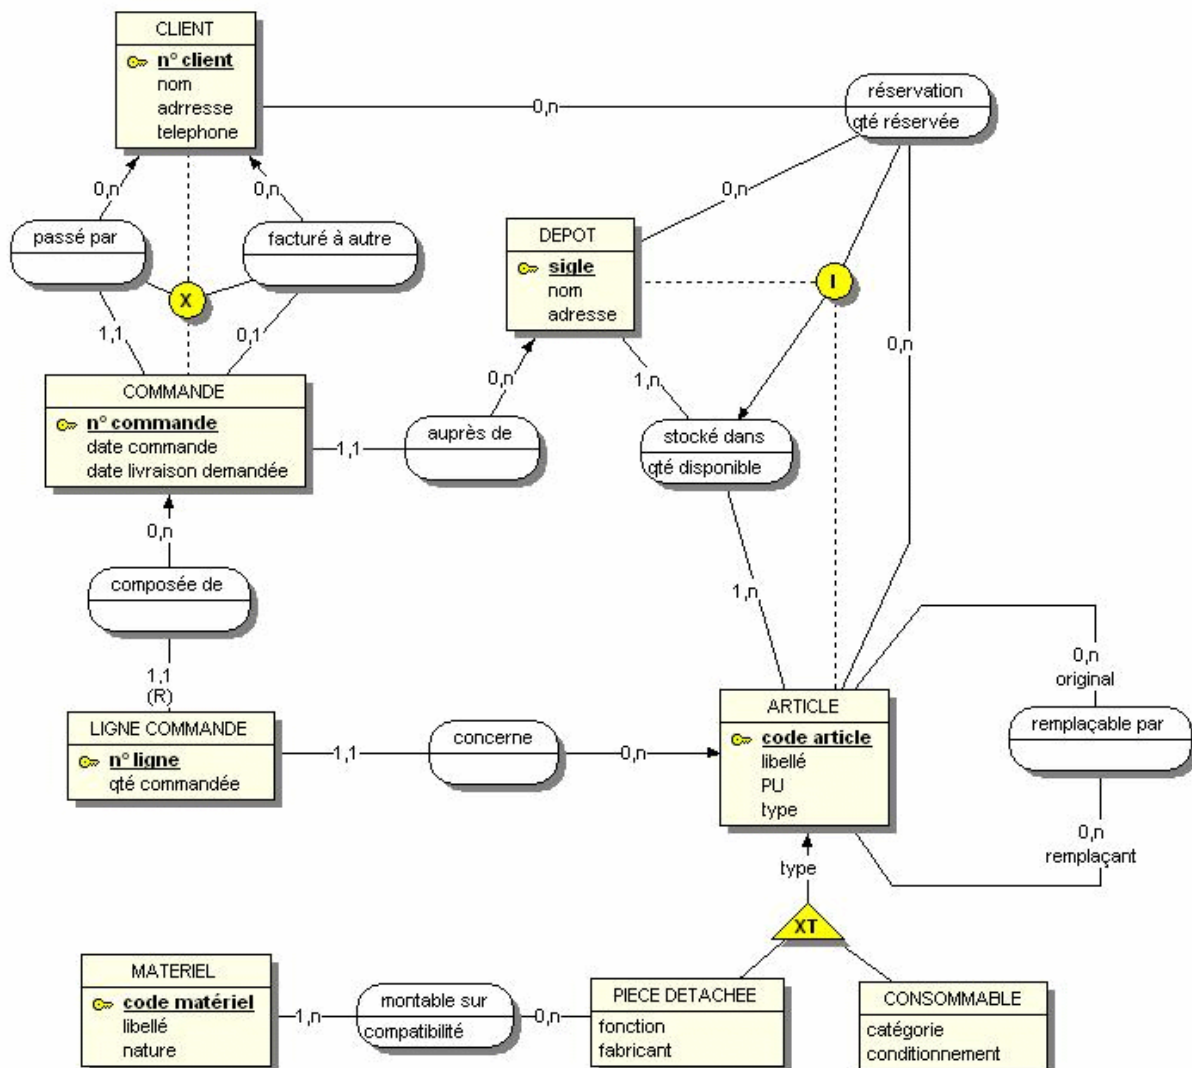 CLIENT
n° client
nom
adrresse
telephone
0,n
réservation
qté réservée
0,n
0,n
0,n
passé par
facturé à autre
X
DEPOT
sigle
nom
adresse
I
1,1
0,1
0,n
0,n
1,n
COMMANDE
n° commande
date commande
date livraison demandée
1,1
auprès de
stocké dans
qté disponible
0,n
composée de
1,n
1,1
(R)
0,n
original
LIGNE COMMANDE
n° ligne
qté commandée
1,1
concerne
0,n
ARTICLE
code article
libellé
PU
type
remplaçable par
0,n
remplaçant
type
XT
MATERIEL
code matériel
libellé
nature
1,n
montable sur
compatibilité
0,n
PIECE DETACHEE
fonction
fabricant
CONSOMMABLE
catégorie
conditionnement